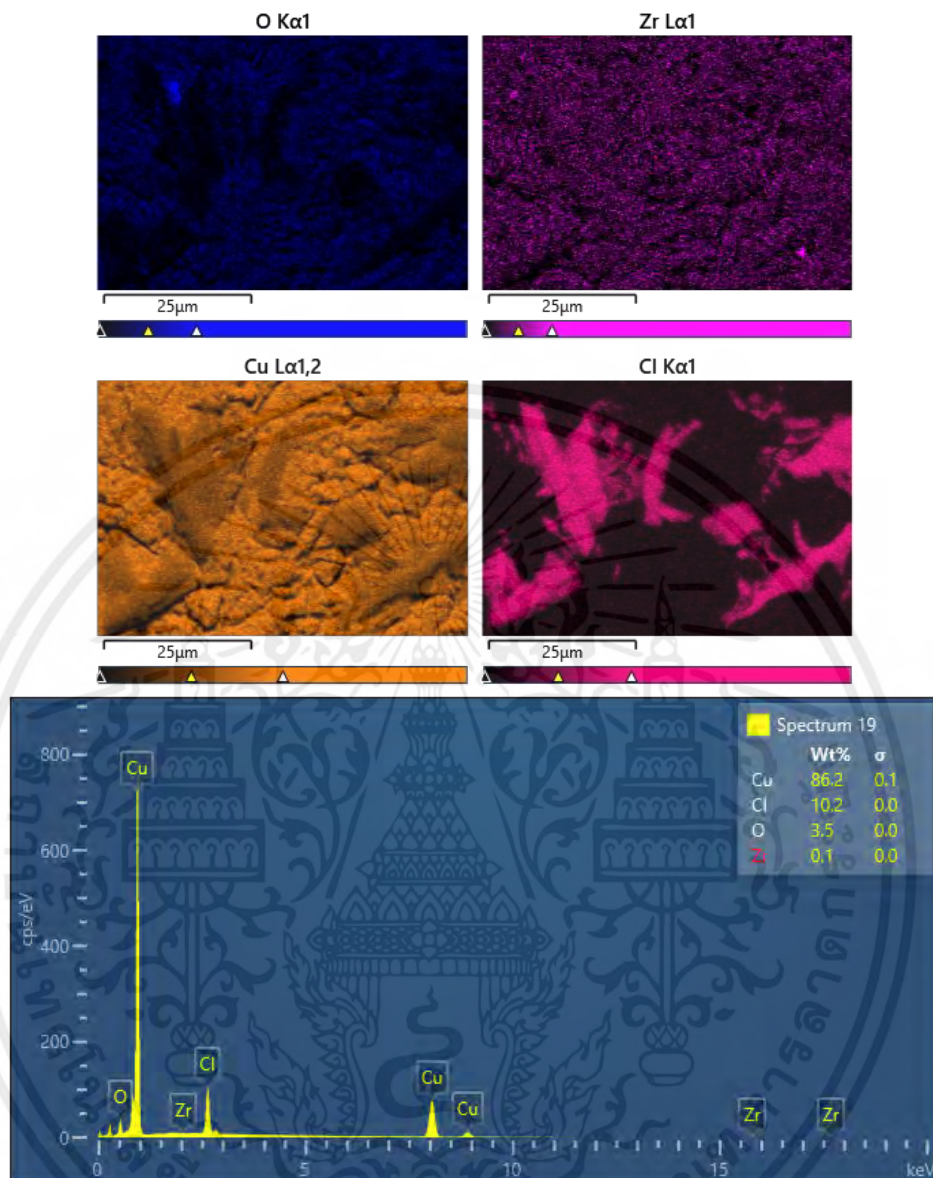 O Kα1
Zr Lα1
25µm
25µm
Cu Lα1,2
Cl Kα1
25µm
25µm
Spectrum 19
Wt% σ
Cu 86.2 0.1
Cl 10.2 0.0
O 3.5 0.0
Zr 0.1 0.0
cps/eV
800
600
400
200
0
Cu
O
Zr
Cl
Cu
Cu
Zr
Zr
0 5 10 15 keV